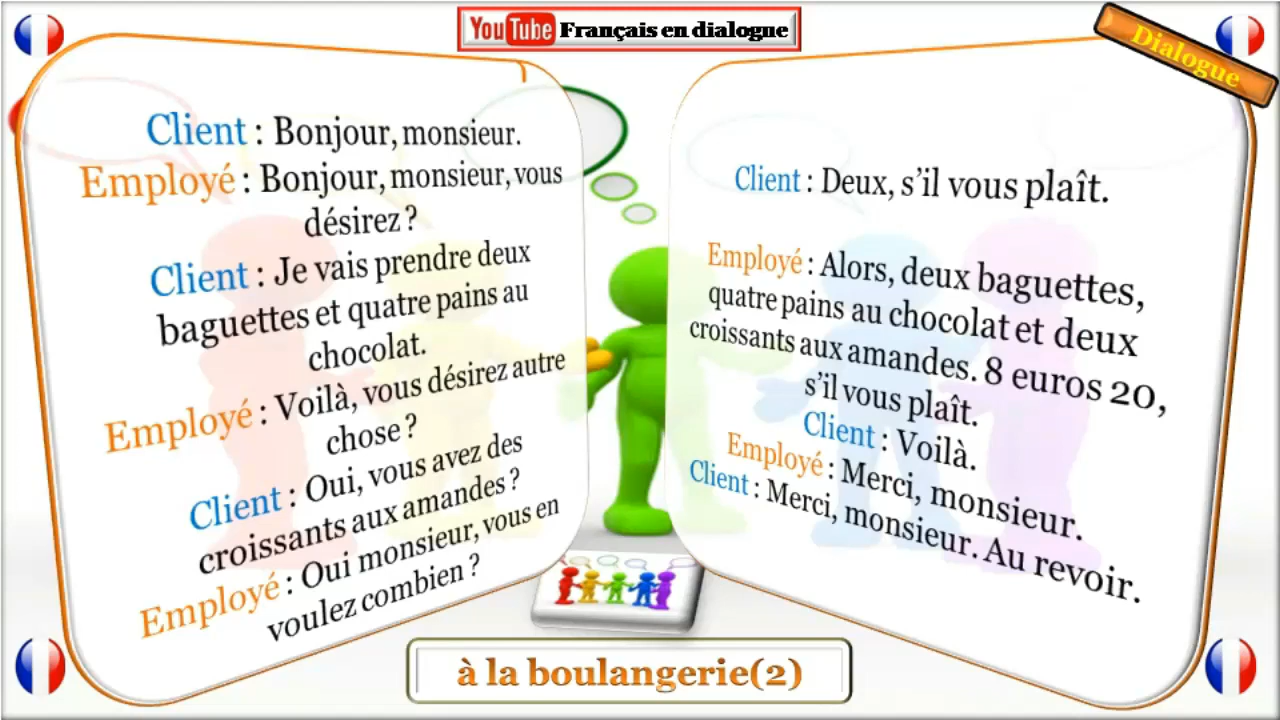 YouTube Français en dialogue
Dialogue
Client : Bonjour, monsieur.
Employé : Bonjour, monsieur, vous
désirez ?
Client : Je vais prendre deux
baguettes et quatre pains au
chocolat.
Employé : Voilà, vous désirez autre
chose ?
Client : Oui, vous avez des
croissants aux amandes ?
Employé : Oui monsieur, vous en
voulez combien ?
Client : Deux, s’il vous plaît.
Employé : Alors, deux baguettes,
quatre pains au chocolat et deux
croissants aux amandes. 8 euros 20,
s’il vous plaît.
Client : Voilà.
Employé : Merci, monsieur.
Client : Merci, monsieur. Au revoir.
à la boulangerie(2)